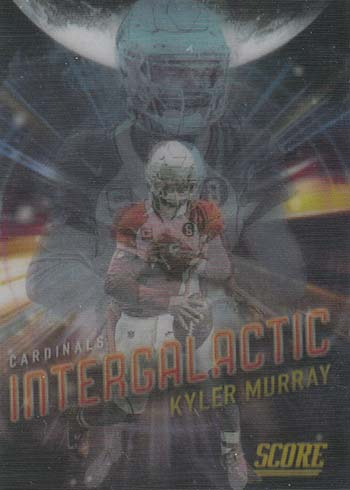 CARDINALS
INTERGALACTIC
KYLER MURRAY
SCORE